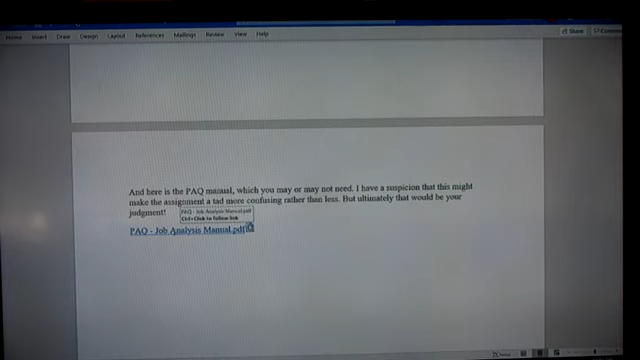 Home Insert Draw Design Layout References Mailings Review View Help
Share
And here is the PAQ manual, which you may or may not need. I have a suspicion that this might
make the assignment a tad more confusing rather than less. But ultimately that would be your
judgment!
PAQ - Job Analysis Manual.pdf
Ctrl+Click to follow link
PAQ - Job Analysis Manual.pdf